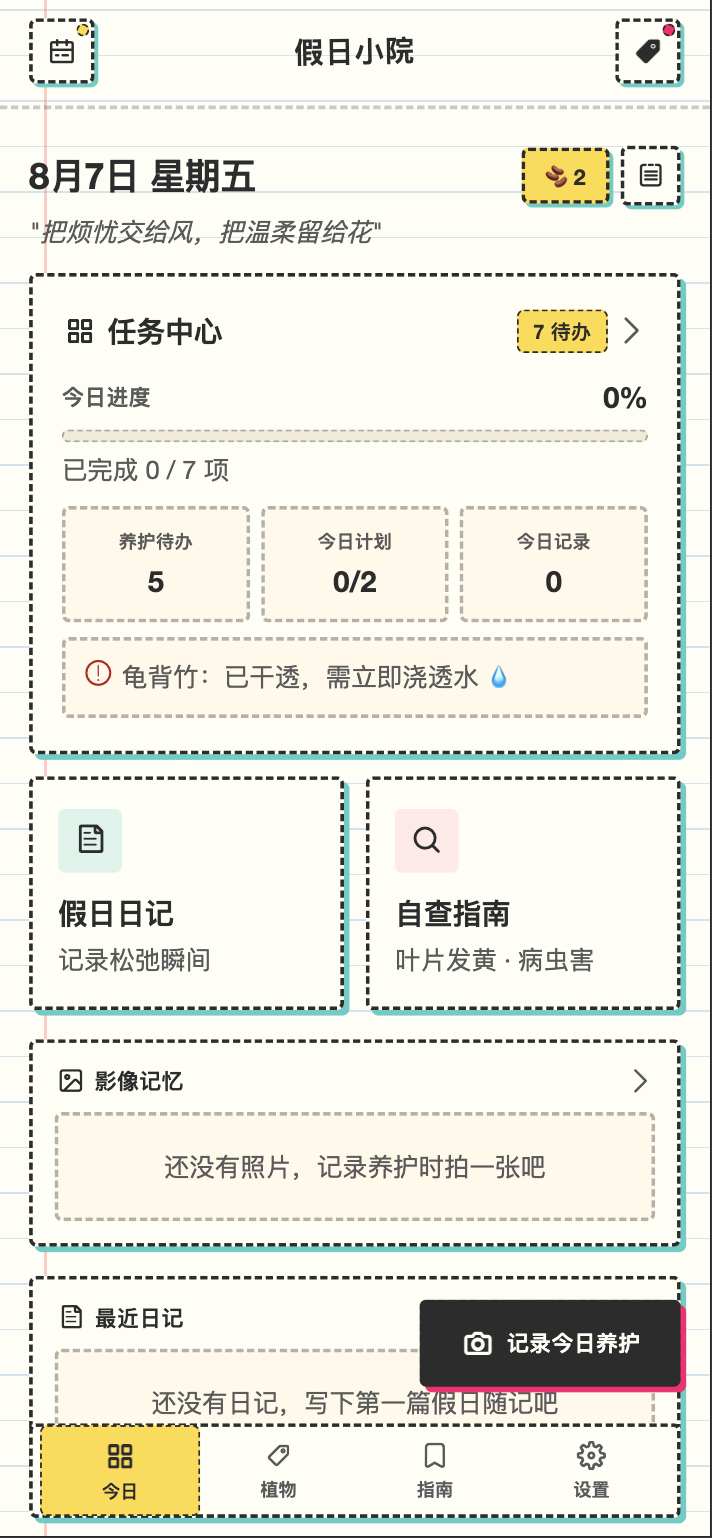 假日小院
8月7日 星期五
🫘 2
"把烦忧交给风，把温柔留给花"
任务中心
7 待办
今日进度
0%
已完成 0 / 7 项
养护待办
今日计划
今日记录
5
0/2
0
龟背竹：已干透，需立即浇透水 💧
假日日记
自查指南
记录松弛瞬间
叶片发黄 · 病虫害
影像记忆
还没有照片，记录养护时拍一张吧
最近日记
记录今日养护
还没有日记，写下第一篇假日随记吧
今日
植物
指南
设置